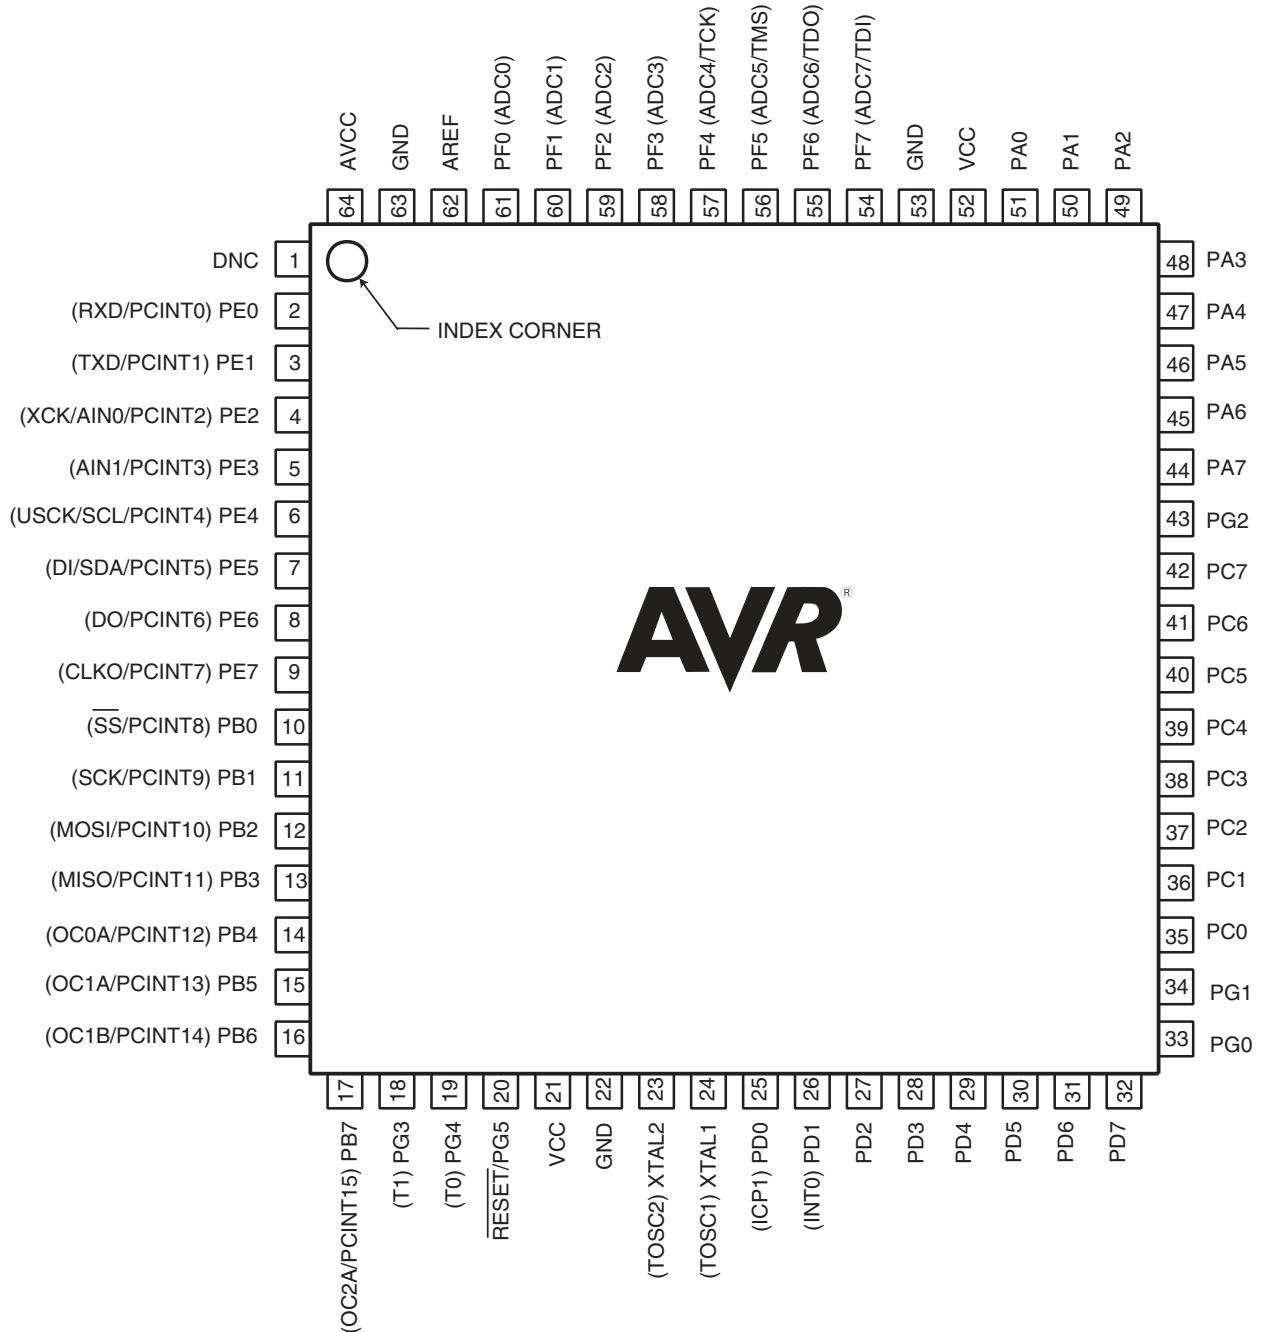 AVCC
GND
AREF
PF0 (ADC0)
PF1 (ADC1)
PF2 (ADC2)
PF3 (ADC3)
PF4 (ADC4/TCK)
PF5 (ADC5/TMS)
PF6 (ADC6/TDO)
PF7 (ADC7/TDI)
GND
VCC
PA0
PA1
PA2
64
63
62
61
60
59
58
57
56
55
54
53
52
51
50
49
DNC 1
(RXD/PCINT0) PE0 2
(TXD/PCINT1) PE1 3
(XCK/AIN0/PCINT2) PE2 4
(AIN1/PCINT3) PE3 5
(USCK/SCL/PCINT4) PE4 6
(DI/SDA/PCINT5) PE5 7
(DO/PCINT6) PE6 8
(CLKO/PCINT7) PE7 9
(SS/PCINT8) PB0 10
(SCK/PCINT9) PB1 11
(MOSI/PCINT10) PB2 12
(MISO/PCINT11) PB3 13
(OC0A/PCINT12) PB4 14
(OC1A/PCINT13) PB5 15
(OC1B/PCINT14) PB6 16
INDEX CORNER
AVR®
48 PA3
47 PA4
46 PA5
45 PA6
44 PA7
43 PG2
42 PC7
41 PC6
40 PC5
39 PC4
38 PC3
37 PC2
36 PC1
35 PC0
34 PG1
33 PG0
17
18
19
20
21
22
23
24
25
26
27
28
29
30
31
32
(OC2A/PCINT15) PB7
(T1) PG3
(T0) PG4
RESET/PG5
VCC
GND
(TOSC2) XTAL2
(TOSC1) XTAL1
(ICP1) PD0
(INT0) PD1
PD2
PD3
PD4
PD5
PD6
PD7